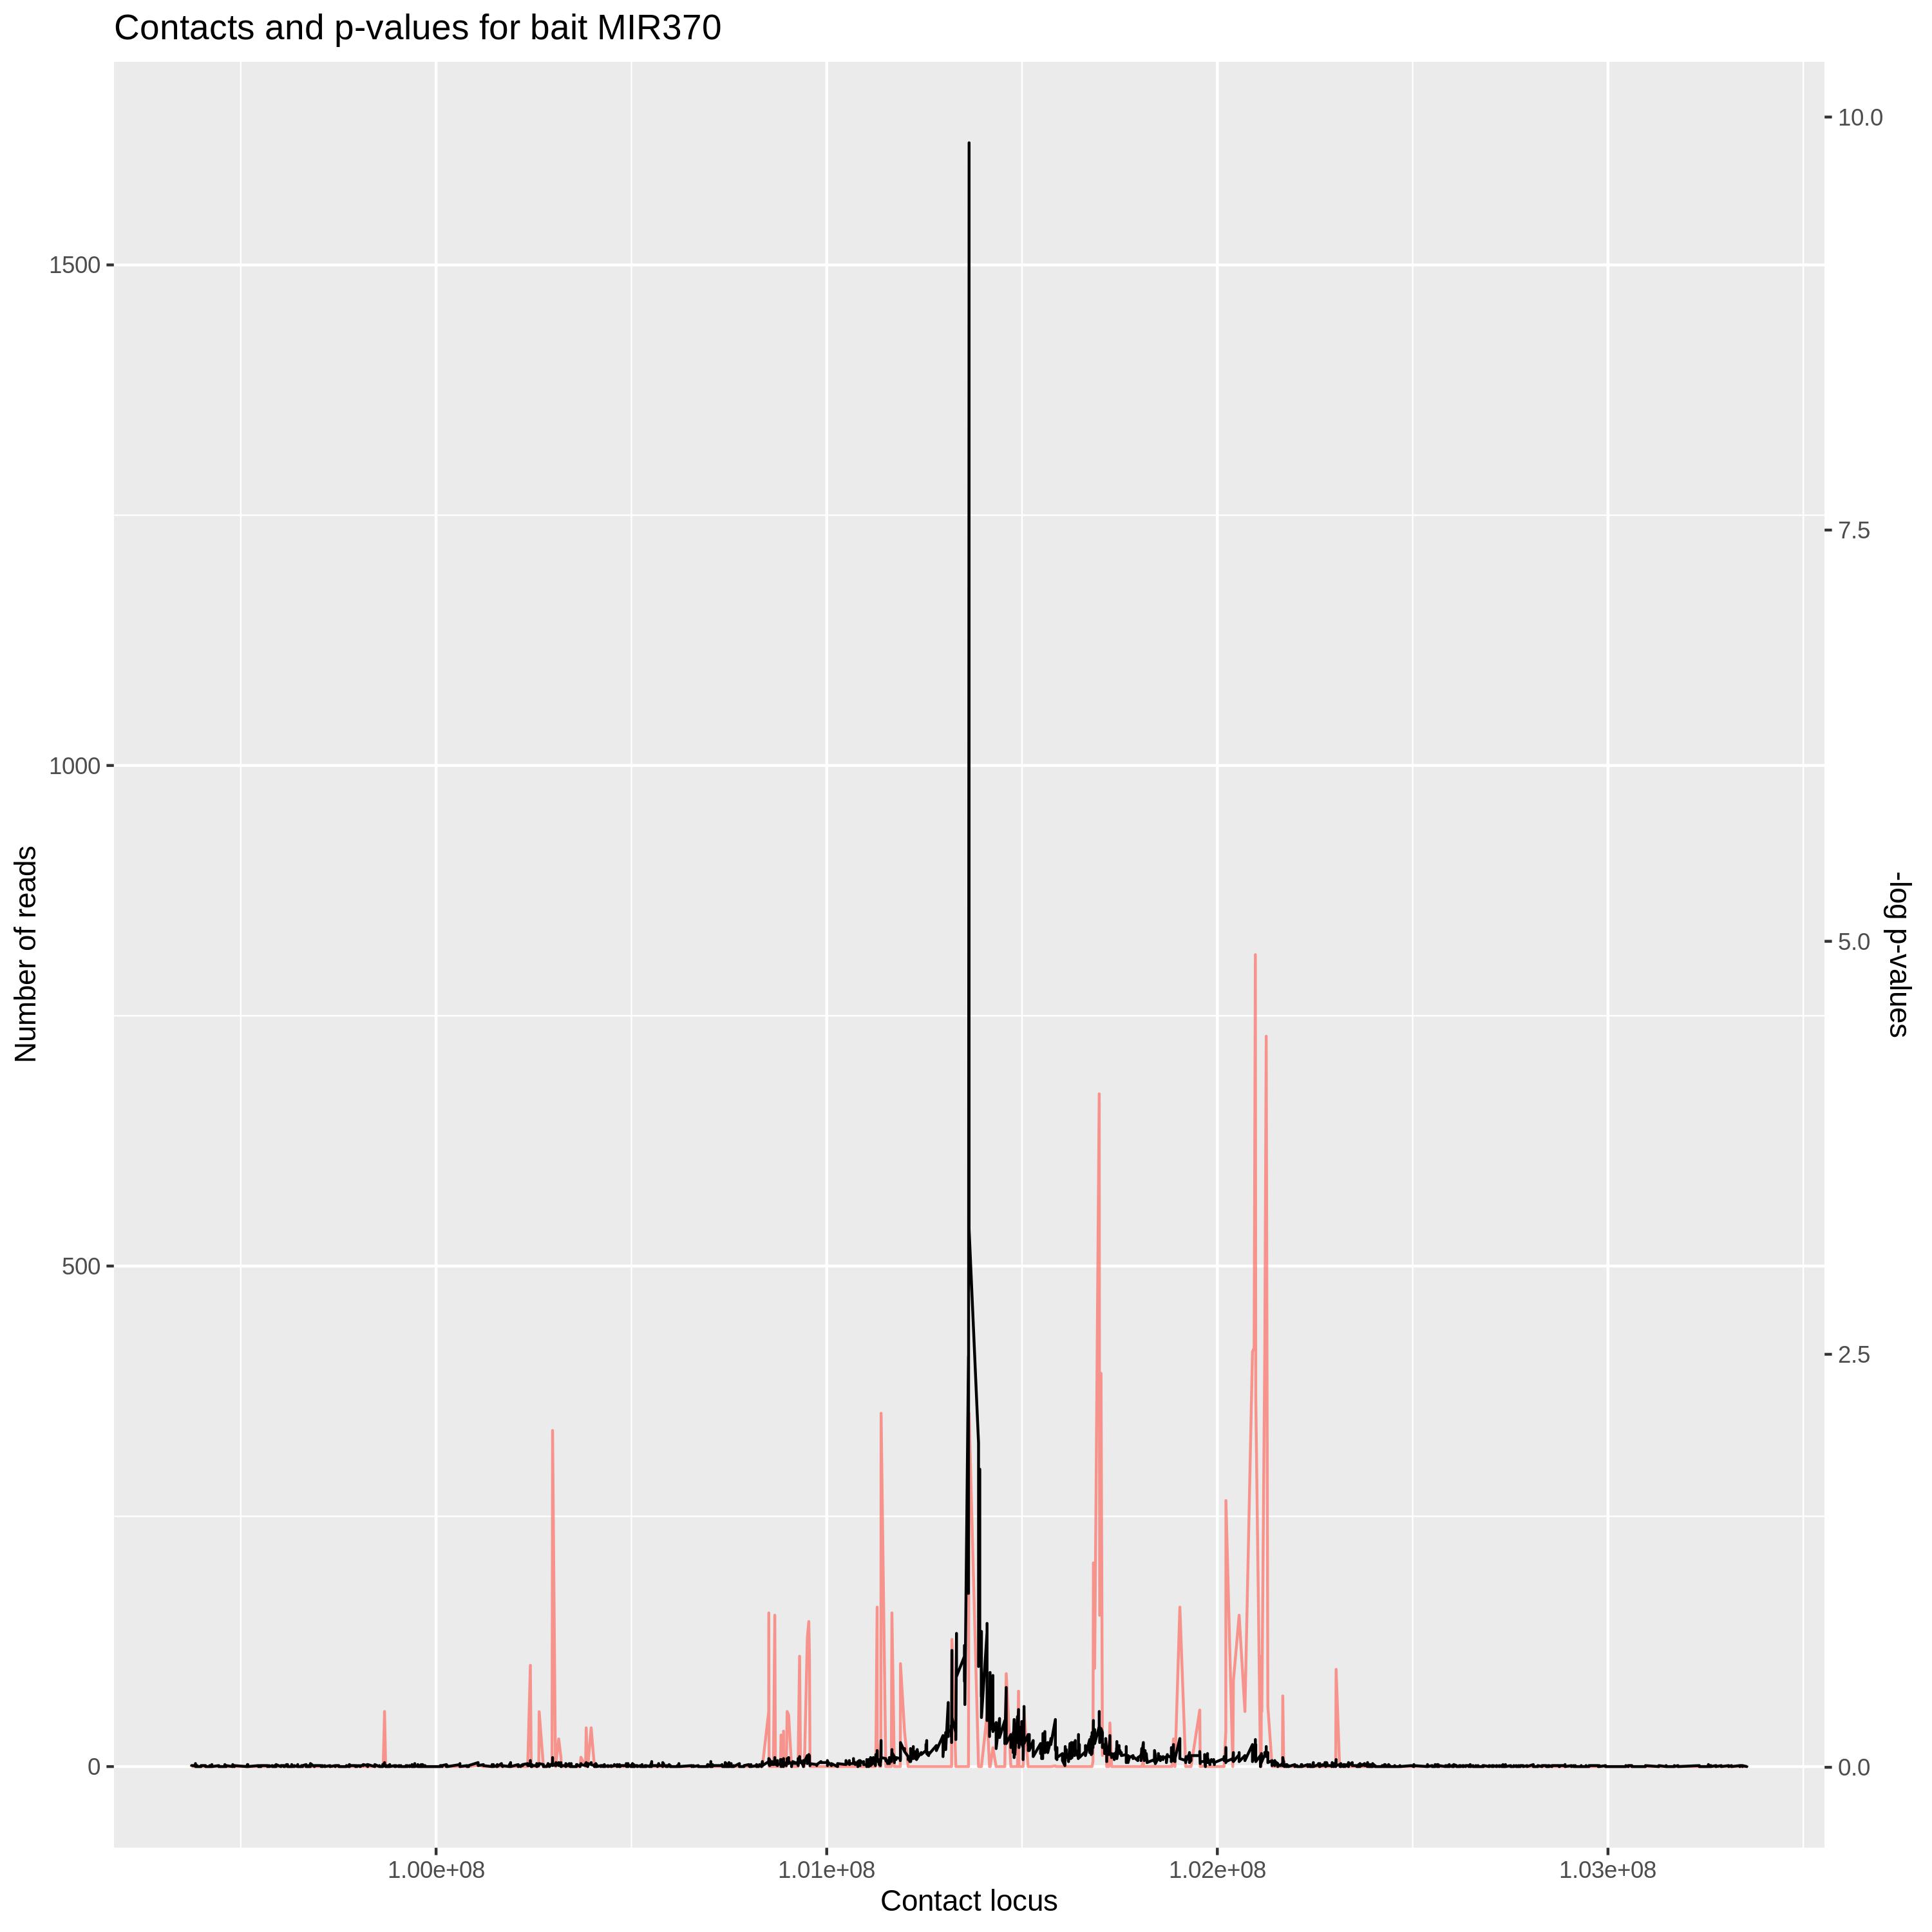 Contacts and p-values for bait MIR370
1500
1000
500
0
Number of reads
10.0
7.5
5.0
2.5
0.0
-log p-values
1.00e+08
1.01e+08
1.02e+08
1.03e+08
Contact locus